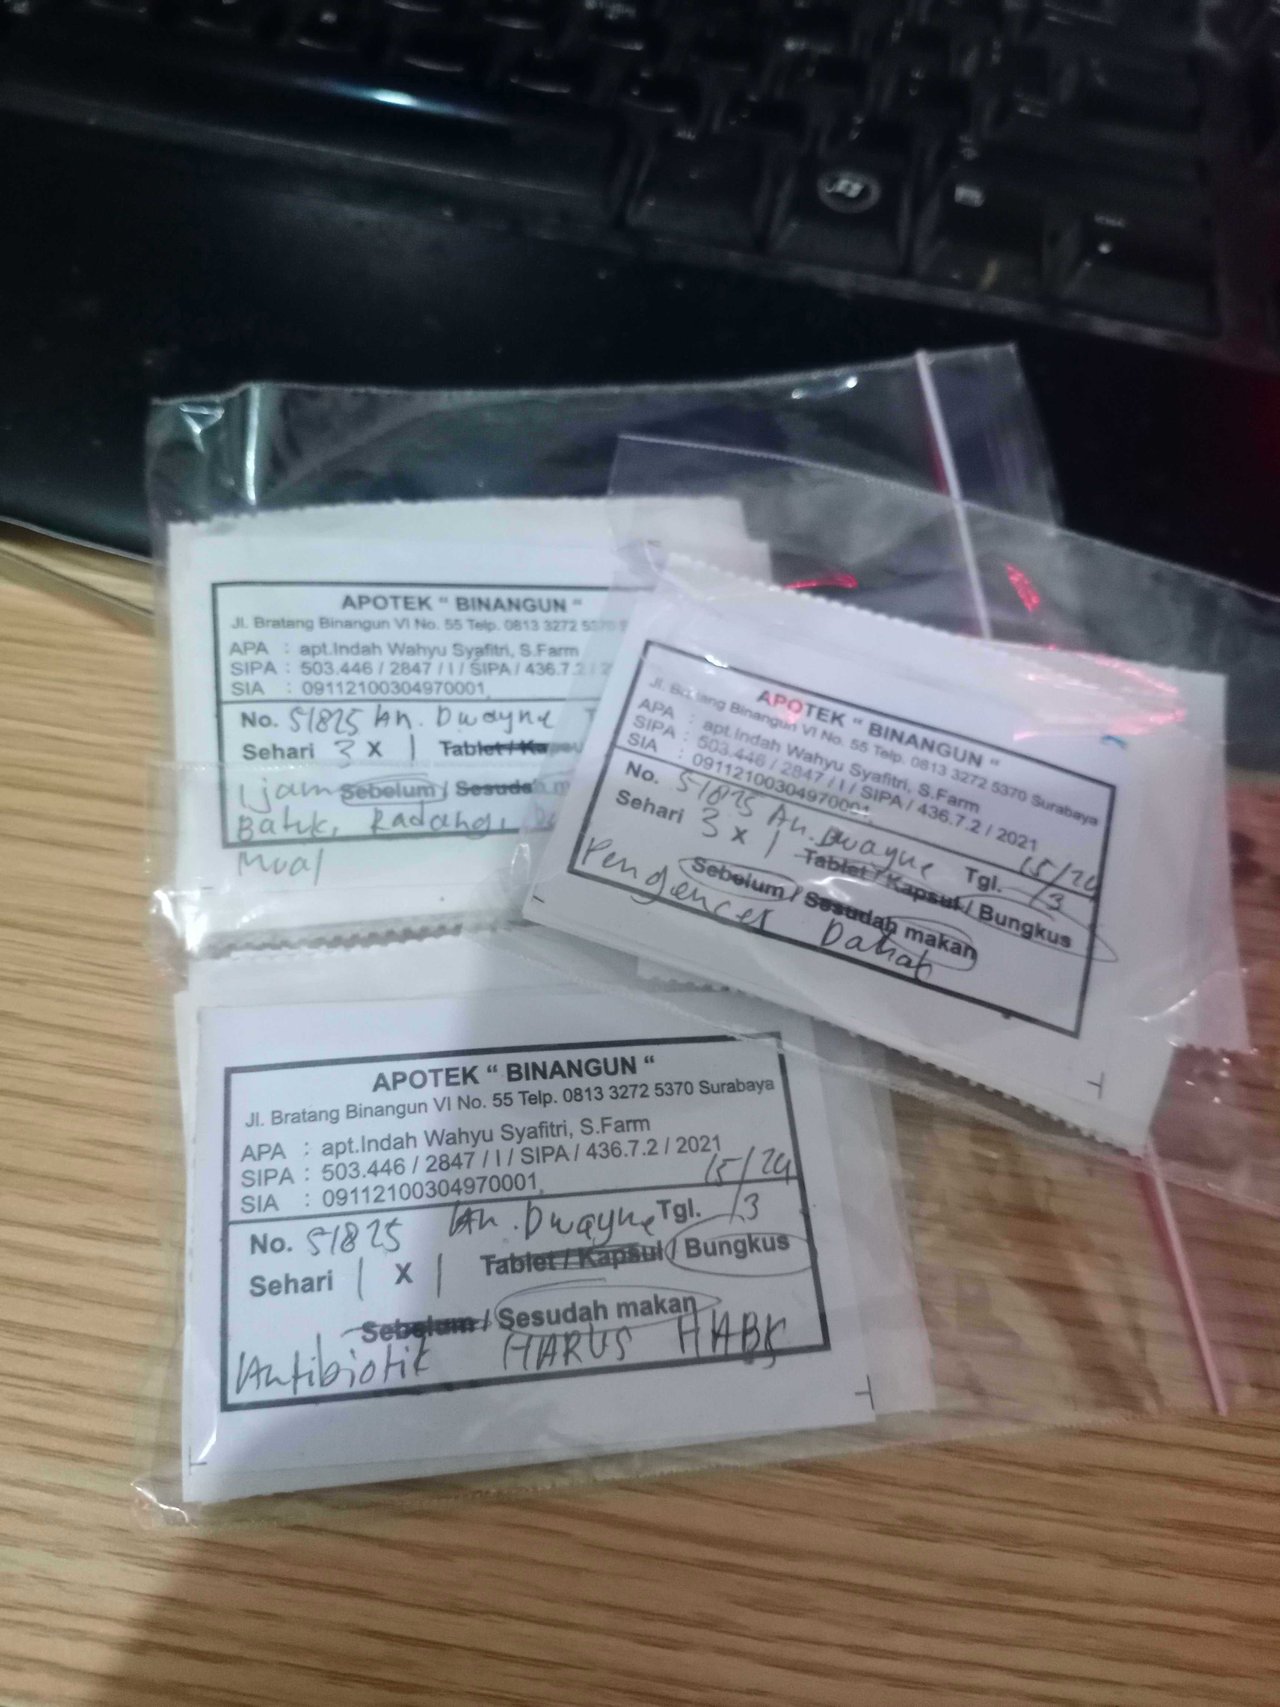 APOTEK " BINANGUN "
Jl. Bratang Binangun VI No. 55 Telp. 0813 3272 5370
APA : apt.Indah Wahyu Syafitri, S.Farm
SIPA : 503.446 / 2847 / I / SIPA / 436.7.2 / 2
SIA : 09112100304970001,
No. 51825 An. Dwayne
Sehari 3 X 1 Tablet / Kapsu
1 jam Sebelum / Sesuda
Batuk, Radang,
Mual
APOTEK " BINANGUN "
Jl. Bratang Binangun VI No. 55 Telp. 0813 3272 5370 Surabaya
APA : apt.Indah Wahyu Syafitri, S.Farm
SIPA : 503.446 / 2847 / I / SIPA / 436.7.2 / 2021
SIA : 09112100304970001,
No. 51825 An. Dwayne Tgl. 15/24 /3
Sehari 3 x 1 Tablet / Kapsul / Bungkus
Sebelum / Sesudah makan
Pengencer Dahak
APOTEK " BINANGUN "
Jl. Bratang Binangun VI No. 55 Telp. 0813 3272 5370 Surabaya
APA : apt.Indah Wahyu Syafitri, S.Farm
SIPA : 503.446 / 2847 / I / SIPA / 436.7.2 / 2021
SIA : 09112100304970001,
No. 51825 An. Dwayne Tgl. 15/24 /3
Sehari 1 X 1 Tablet / Kapsul / Bungkus
Sebelum / Sesudah makan
Antibiotik HARUS HABIS